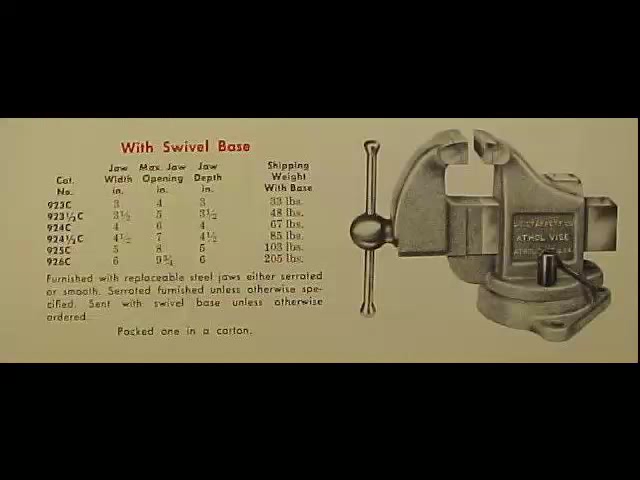 With Swivel Base
Cat. No. Jaw Width in. Max. Jaw Opening in. Jaw Depth in. Shipping Weight With Base
923C 3 4 3 33 lbs.
923½C 3½ 5 3½ 48 lbs.
924C 4 6 4 67 lbs.
924½C 4½ 7 4½ 85 lbs.
925C 5 8 5 103 lbs.
926C 6 9¾ 6 205 lbs.
Furnished with replaceable steel jaws either serrated
or smooth. Serrated furnished unless otherwise spe-
cified. Sent with swivel base unless otherwise
ordered.
Packed one in a carton.
ATHOL VISE